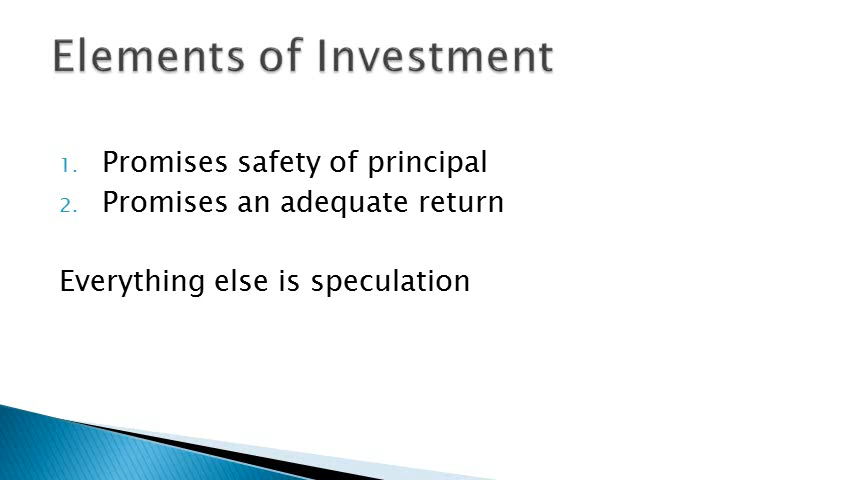 Elements of Investment
1. Promises safety of principal
2. Promises an adequate return
Everything else is speculation